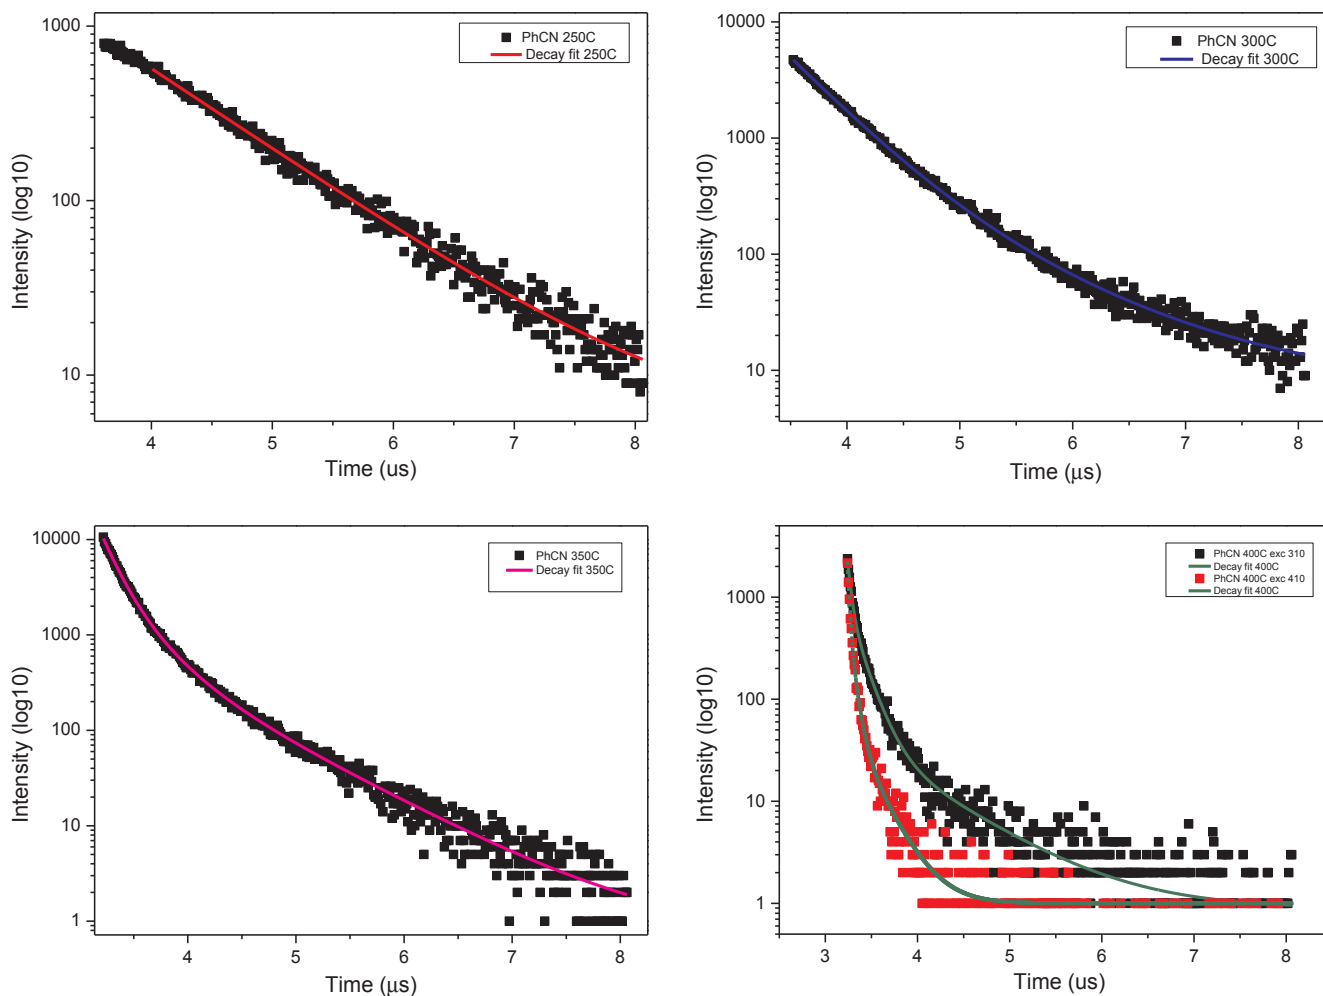 1000
100
10
Intensity (log10)
4 5 6 7 8
Time (us)
PhCN 250C
Decay fit 250C
10000
1000
100
10
Intensity (log10)
4 5 6 7 8
Time (μs)
PhCN 300C
Decay fit 300C
10000
1000
100
10
1
Intensity (log10)
4 5 6 7 8
Time (μs)
PhCN 350C
Decay fit 350C
1000
100
10
1
Intensity (log10)
3 4 5 6 7 8
Time (us)
PhCN 400C exc 310
Decay fit 400C
PhCN 400C exc 410
Decay fit 400C